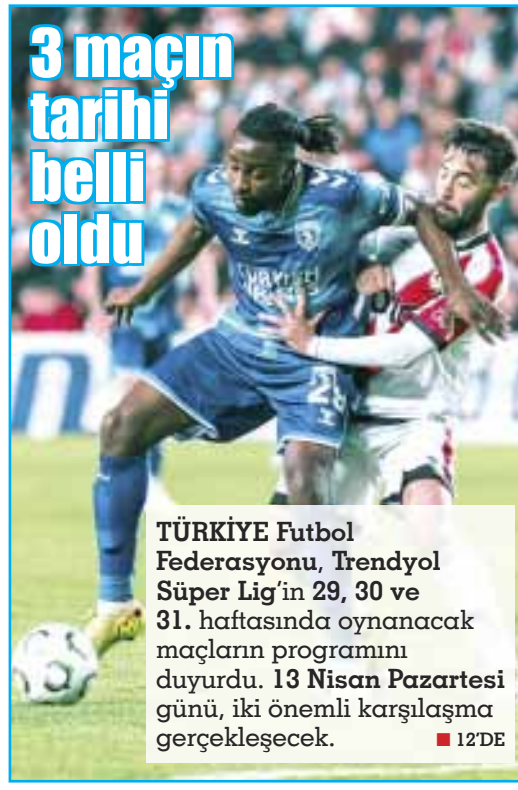 3 maçın
tarihi
belli
oldu
28
TÜRKİYE Futbol
Federasyonu, Trendyol
Süper Lig'in 29, 30 ve
31. haftasında oynanacak
maçların programını
duyurdu. 13 Nisan Pazartesi
günü, iki önemli karşılaşma
gerçekleşecek. ■ 12'DE